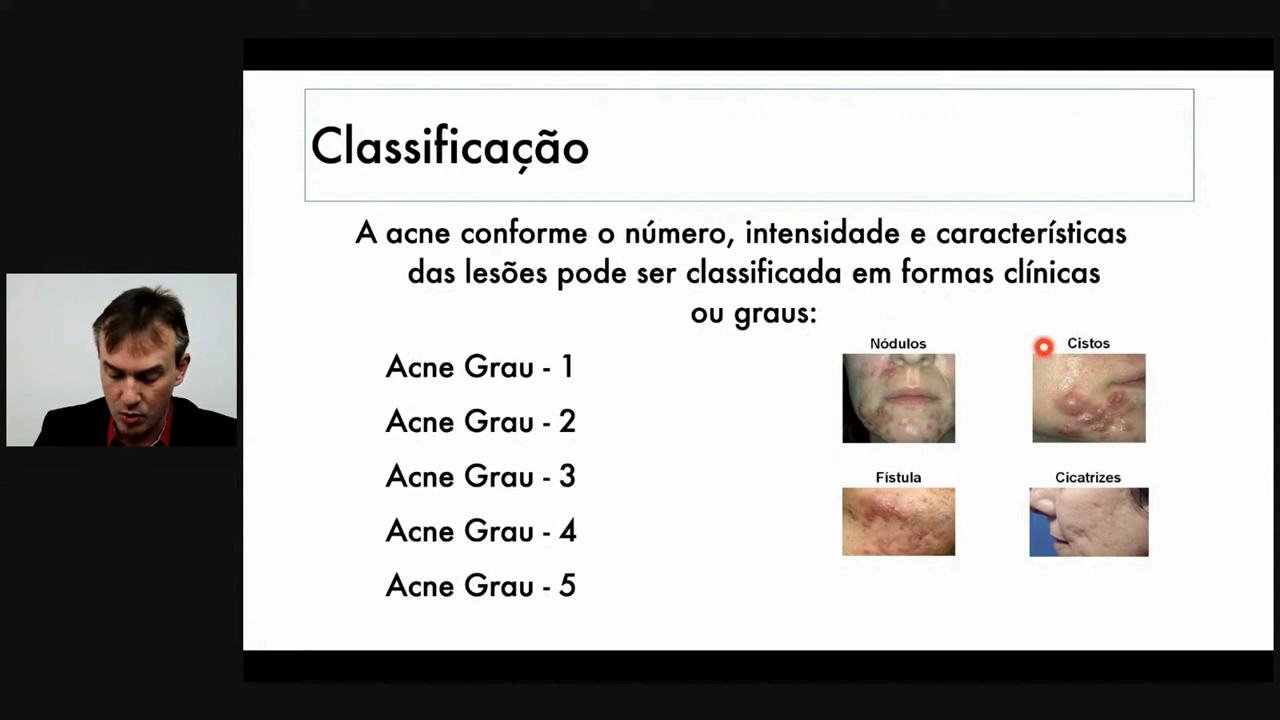 Classificação
A acne conforme o número, intensidade e características
das lesões pode ser classificada em formas clínicas
ou graus:
Acne Grau - 1
Acne Grau - 2
Acne Grau - 3
Acne Grau - 4
Acne Grau - 5
Nódulos
Cistos
Fístula
Cicatrizes